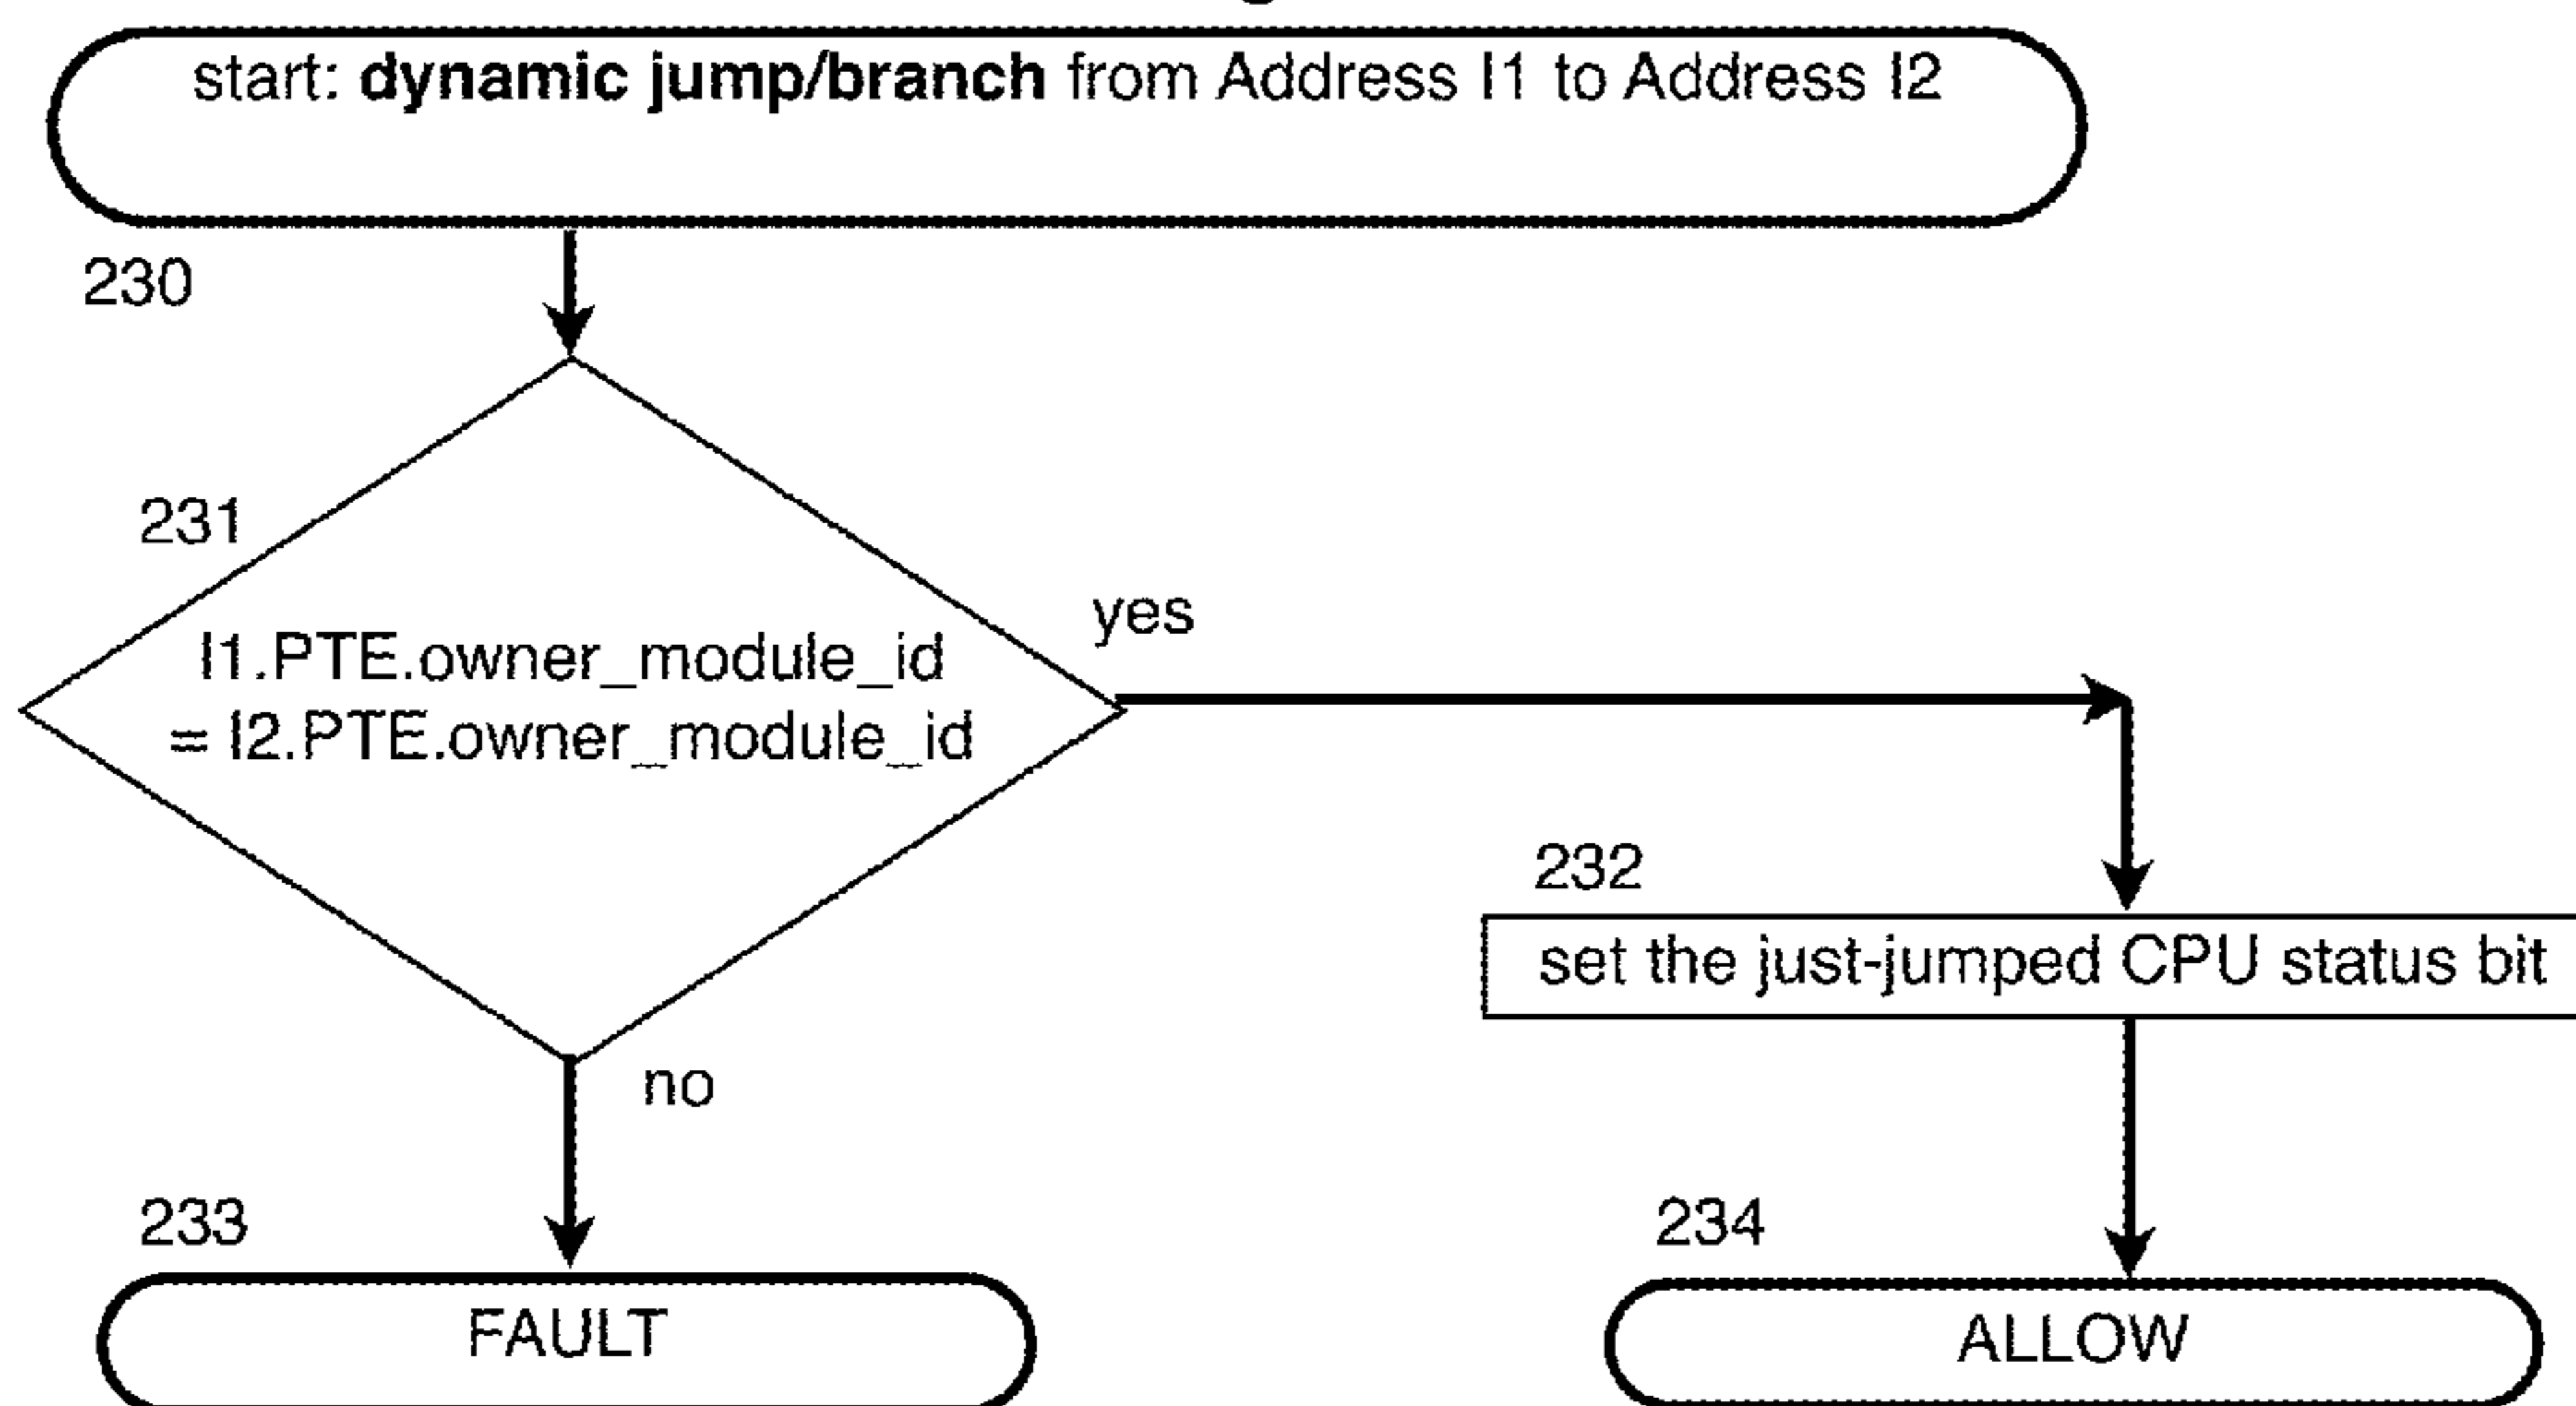 start: dynamic jump/branch from Address I1 to Address I2
230
231
yes
I1.PTE.owner_module_id
= I2.PTE.owner_module_id
232
set the just-jumped CPU status bit
no
233
234
FAULT
ALLOW